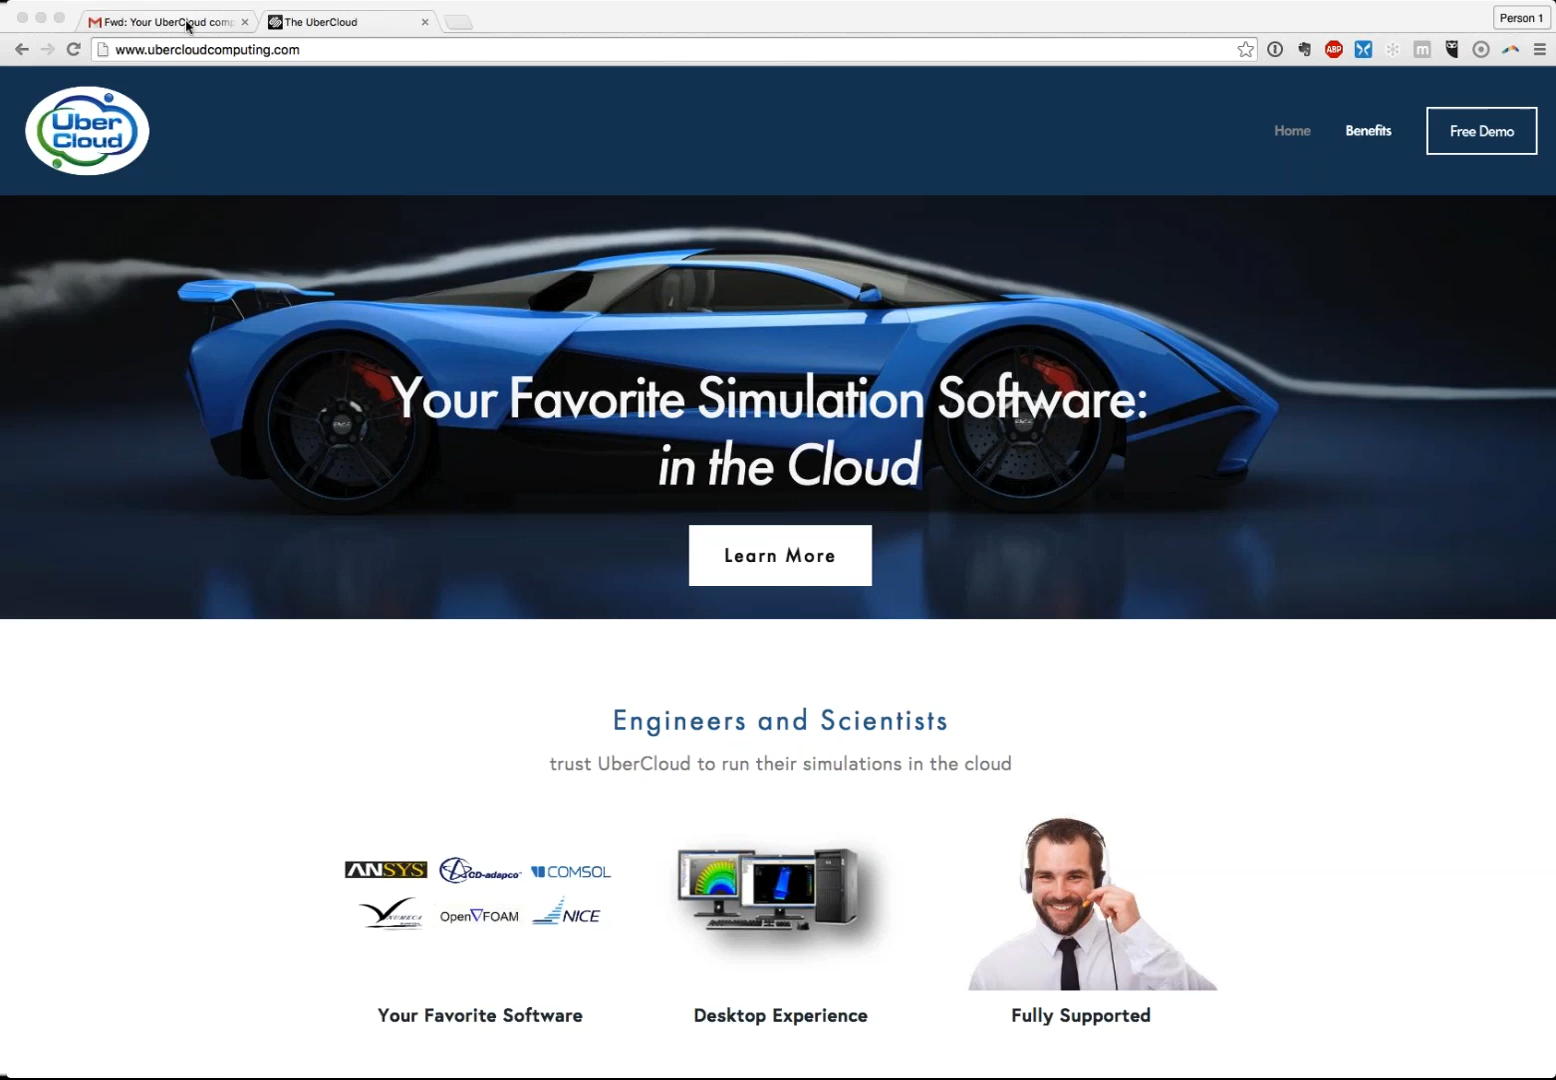 Fwd: Your UberCloud comp
The UberCloud
Person 1
www.ubercloudcomputing.com
ABP
m
Uber
Cloud
Home
Benefits
Free Demo
Your Favorite Simulation Software:
in the Cloud
Learn More
Engineers and Scientists
trust UberCloud to run their simulations in the cloud
ANSYS
CD-adapco
COMSOL
NUMECA
OpenFOAM
NICE
Your Favorite Software
Desktop Experience
Fully Supported